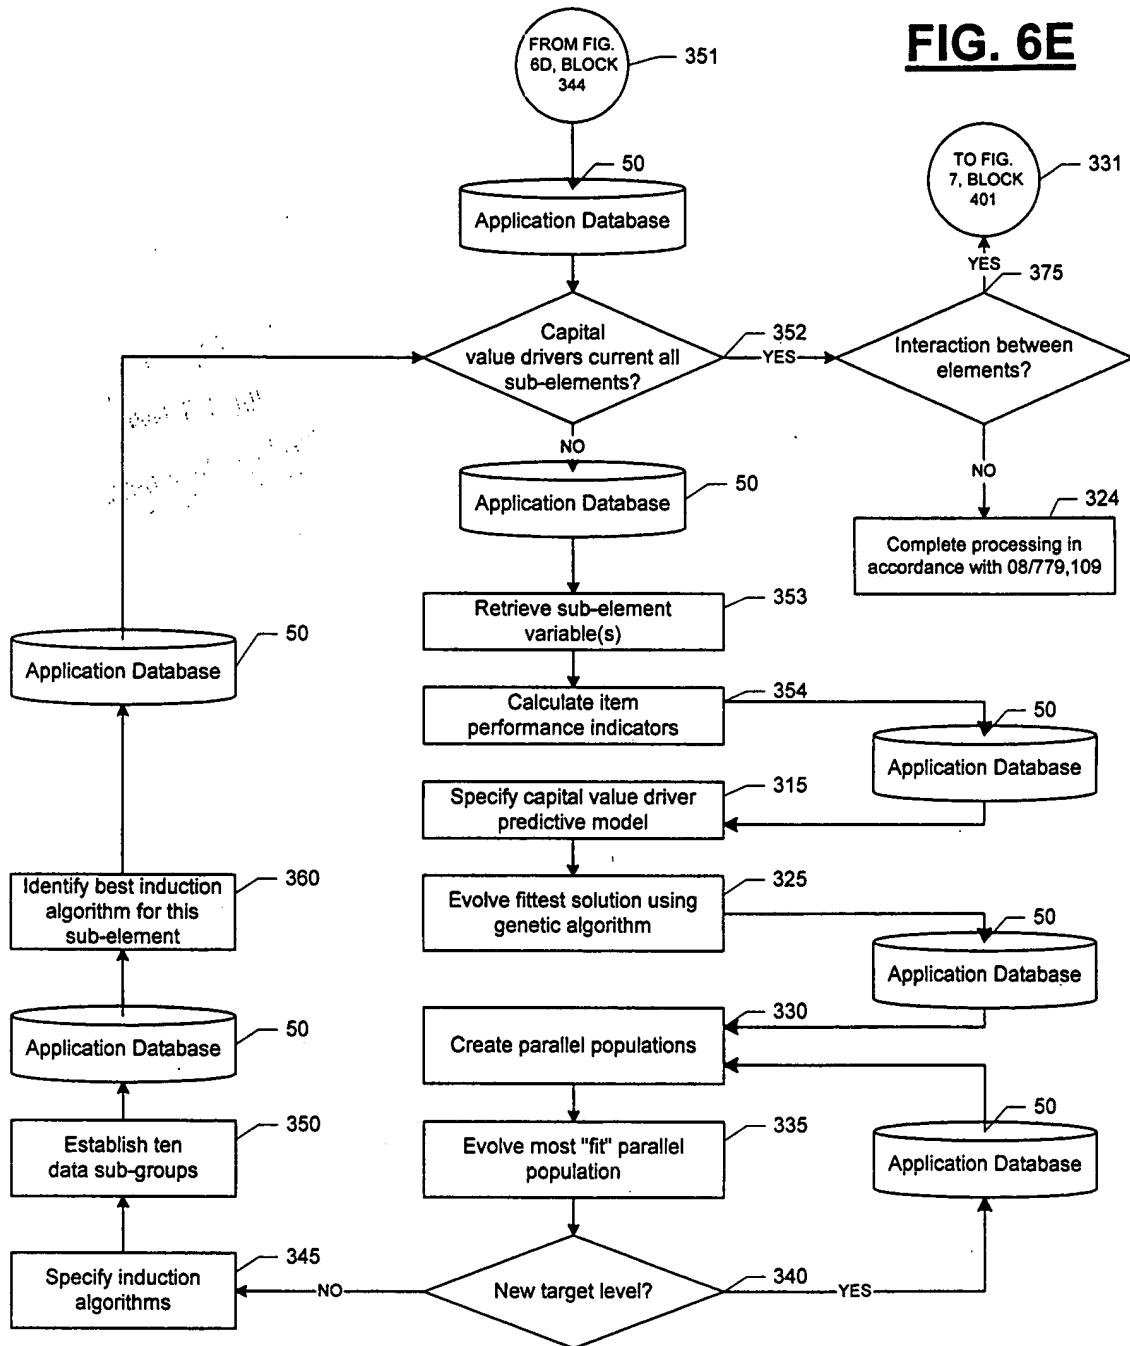 FIG. 6E
FROM FIG.
6D, BLOCK
344
351
50
Application Database
TO FIG.
7, BLOCK
401
331
YES
375
Capital
value drivers current all
sub-elements?
352
YES
Interaction between
elements?
NO
50
Application Database
NO
324
Complete processing in
accordance with 08/779,109
Retrieve sub-element
variable(s)
353
50
Application Database
Calculate item
performance indicators
354
50
Application Database
Specify capital value driver
predictive model
315
Identify best induction
algorithm for this
sub-element
360
Evolve fittest solution using
genetic algorithm
325
50
Application Database
50
Application Database
Create parallel populations
330
Establish ten
data sub-groups
350
Evolve most "fit" parallel
population
335
50
Application Database
Specify induction
algorithms
345
NO
New target level?
340
YES